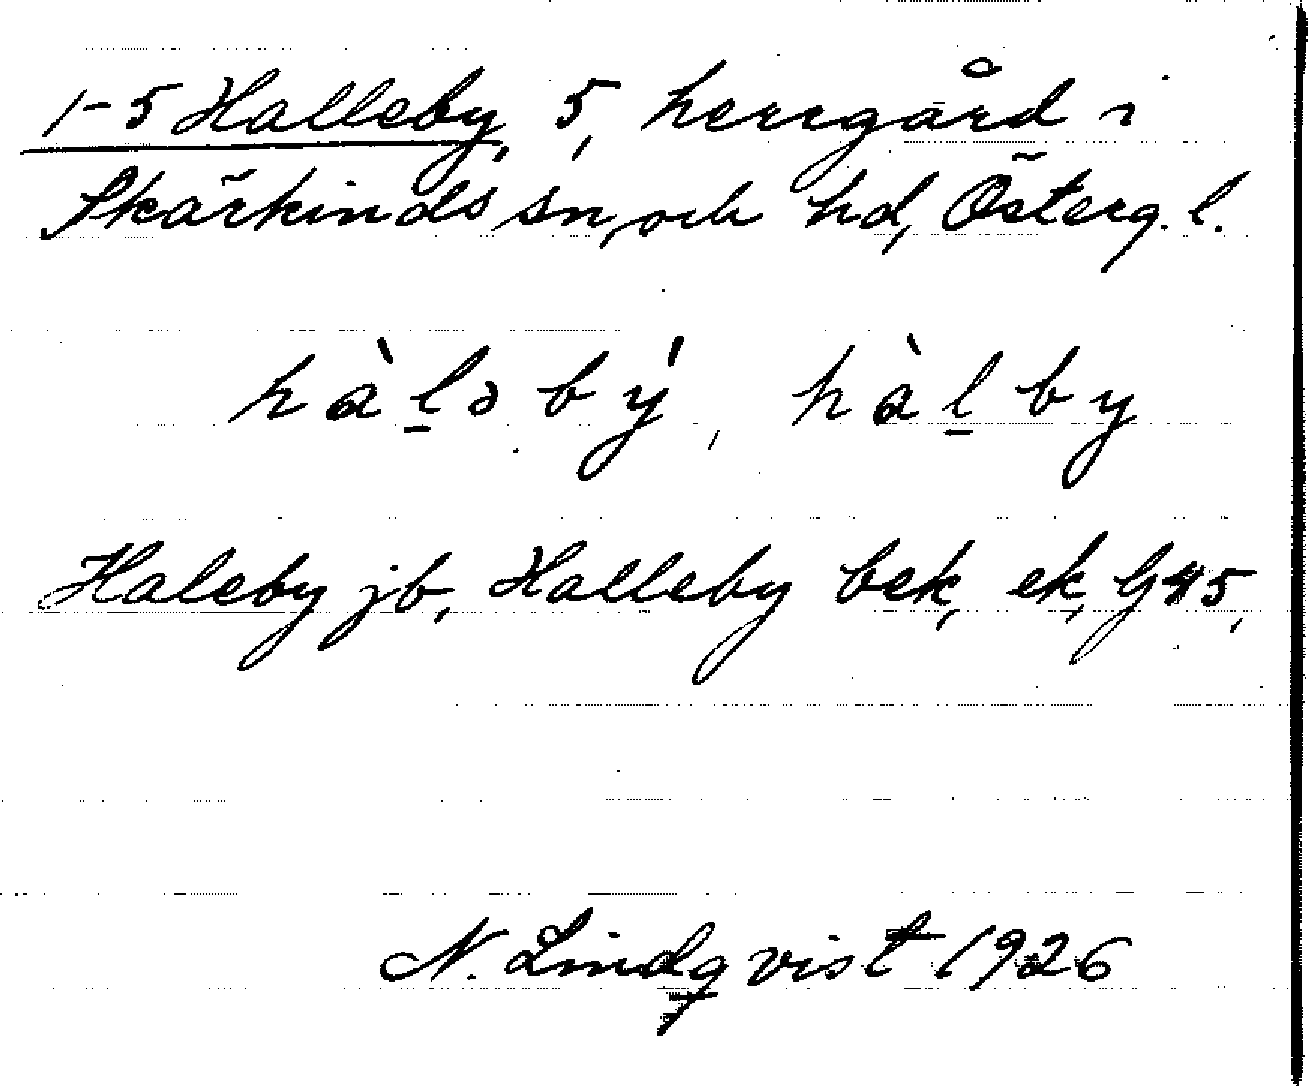 1-5 Halleby, 5, herrgård i
Skärkinds sn, och hd, Österg. l.
hàl̲ə bý, hàl̲ by
Haleby jb, Halleby bek, ek, G45,
N. Lindqvist 1926